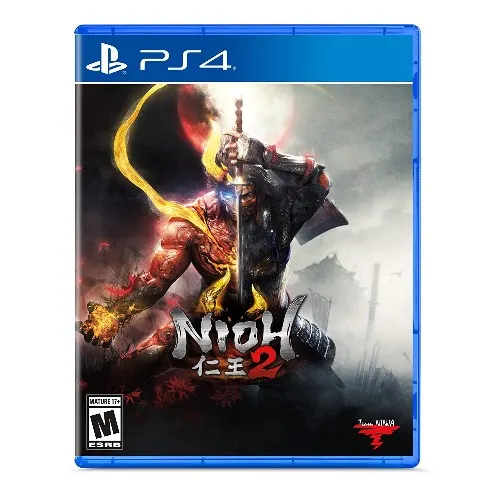 PS4
NIOH
仁王2
MATURE 17+
M
ESRB
Team NINJA